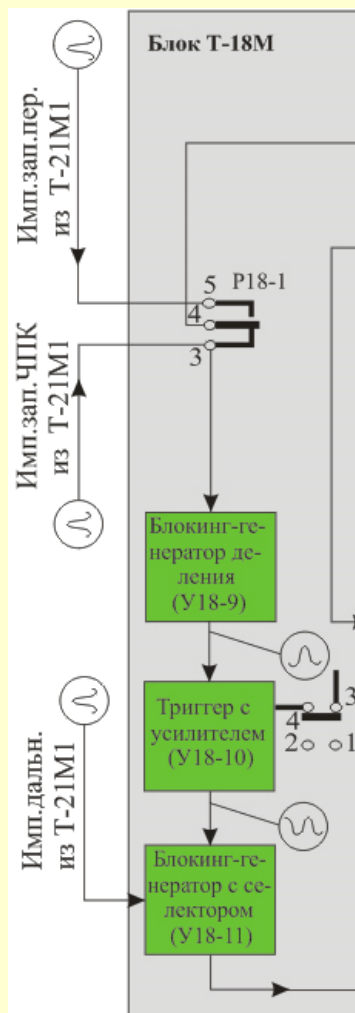 Блок Т-18М
Имп.зап.пер.
из Т-21М1
5
Р18-1
4
3
Имп.зап.ЧПК
из Т-21М1
Блокинг-ге-
нератор де-
ления
(У18-9)
Триггер с
усилителем
(У18-10)
3
4
2
1
Имп.дальн.
из Т-21М1
Блокинг-ге-
нератор с се-
лектором
(У18-11)